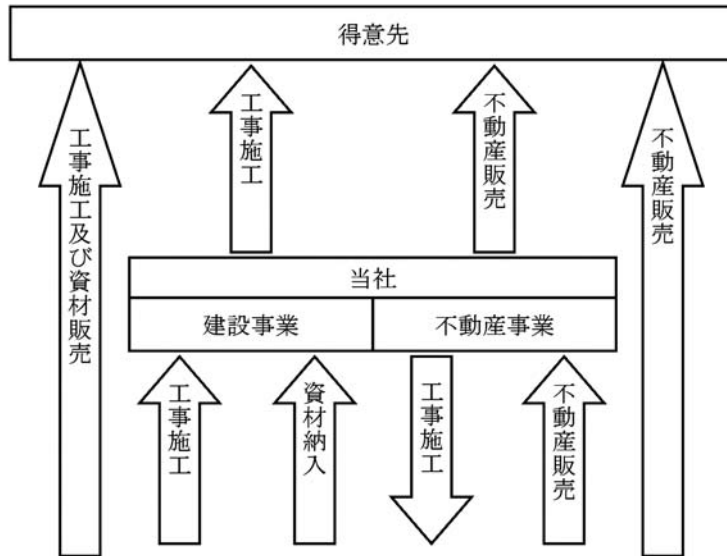 得意先
工事施工及び資材販売
工事施工
不動産販売
不動産販売
当社
建設事業
不動産事業
工事施工
資材納入
工事施工
不動産販売